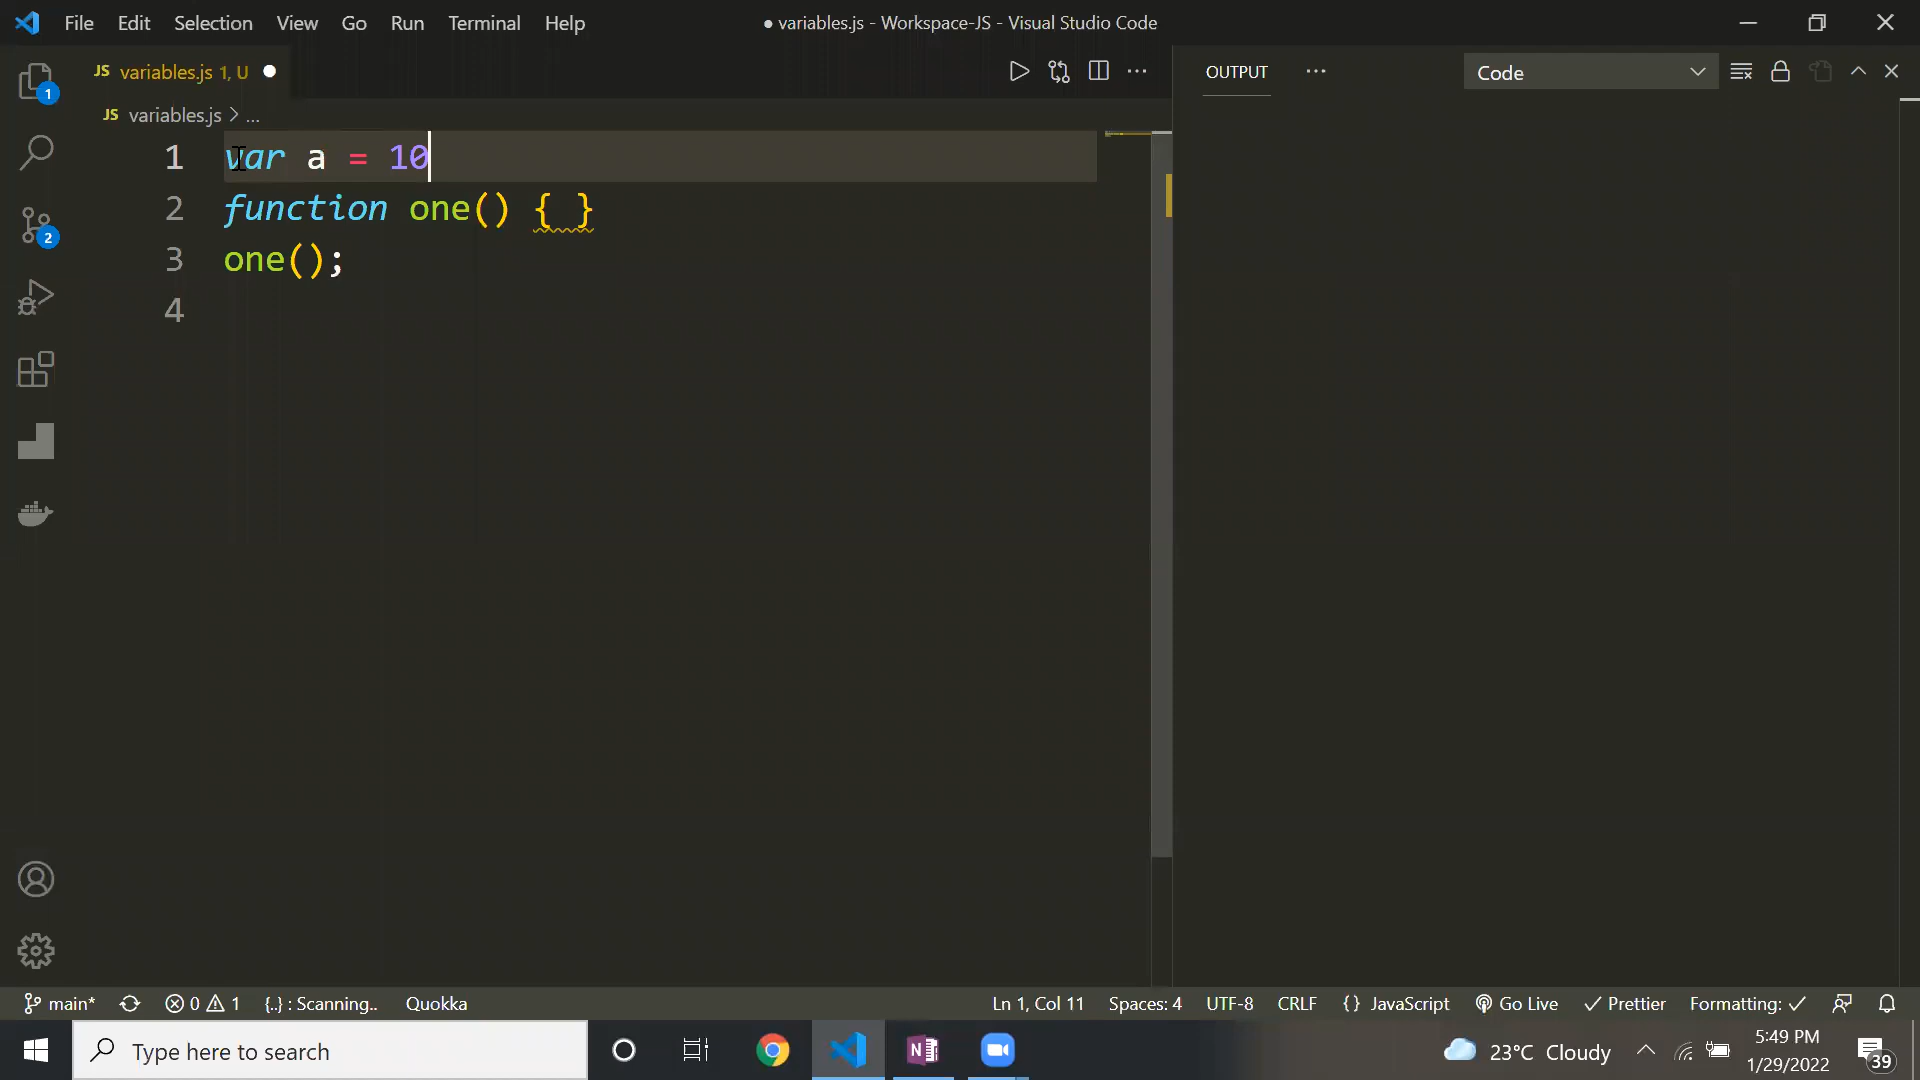 File Edit Selection View Go Run Terminal Help ● variables.js - Workspace-JS - Visual Studio Code
JS variables.js 1, U ●
OUTPUT ··· Code
JS variables.js > ...
1 var a = 10
2 function one() { }
3 one();
4
1
2
main* 0 1 {..} : Scanning.. Quokka Ln 1, Col 11 Spaces: 4 UTF-8 CRLF {} JavaScript Go Live ✓ Prettier Formatting: ✓
Type here to search N 23°C Cloudy 5:49 PM
1/29/2022 39